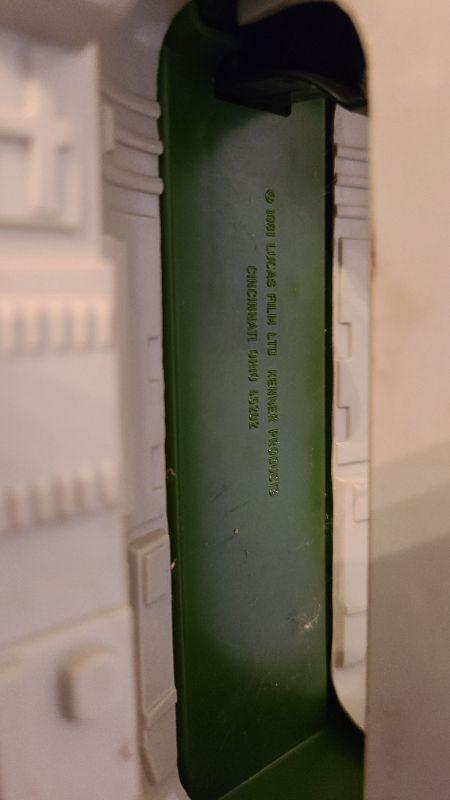 © 1981 LUCAS FILM LTD KENNER PRODUCTS
CINCINNATI OHIO 45202